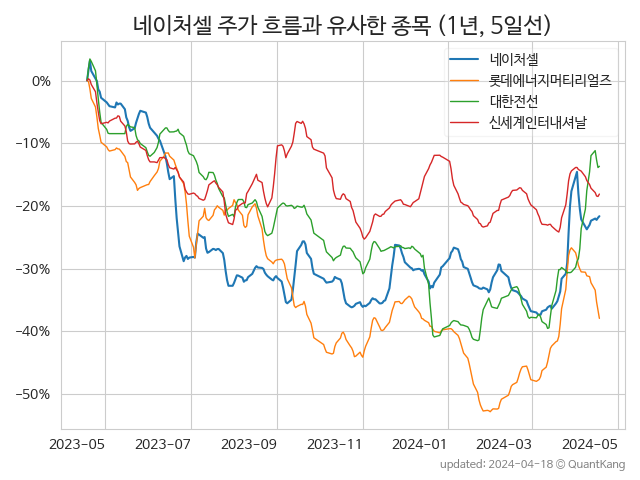 네이처셀 주가 흐름과 유사한 종목 (1년, 5일선)
네이처셀
롯데에너지머티리얼즈
대한전선
신세계인터내셔날
0%
−10%
−20%
−30%
−40%
−50%
2023-05 2023-07 2023-09 2023-11 2024-01 2024-03 2024-05
updated: 2024-04-18 © QuantKang